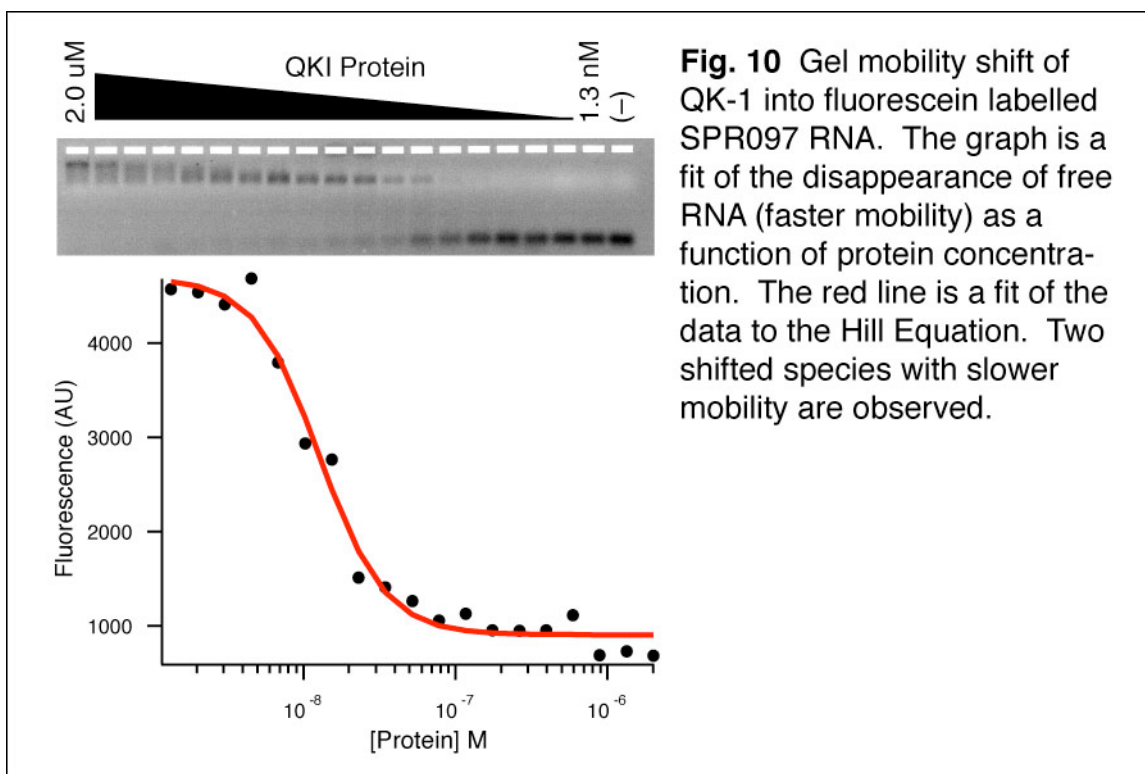 2.0 uM
QKI Protein
1.3 nM
(–)
Fig. 10 Gel mobility shift of
QK-1 into fluorescein labelled
SPR097 RNA. The graph is a
fit of the disappearance of free
RNA (faster mobility) as a
function of protein concentra-
tion. The red line is a fit of the
data to the Hill Equation. Two
shifted species with slower
mobility are observed.
Fluorescence (AU)
4000
3000
2000
1000
10-8
10-7
10-6
[Protein] M